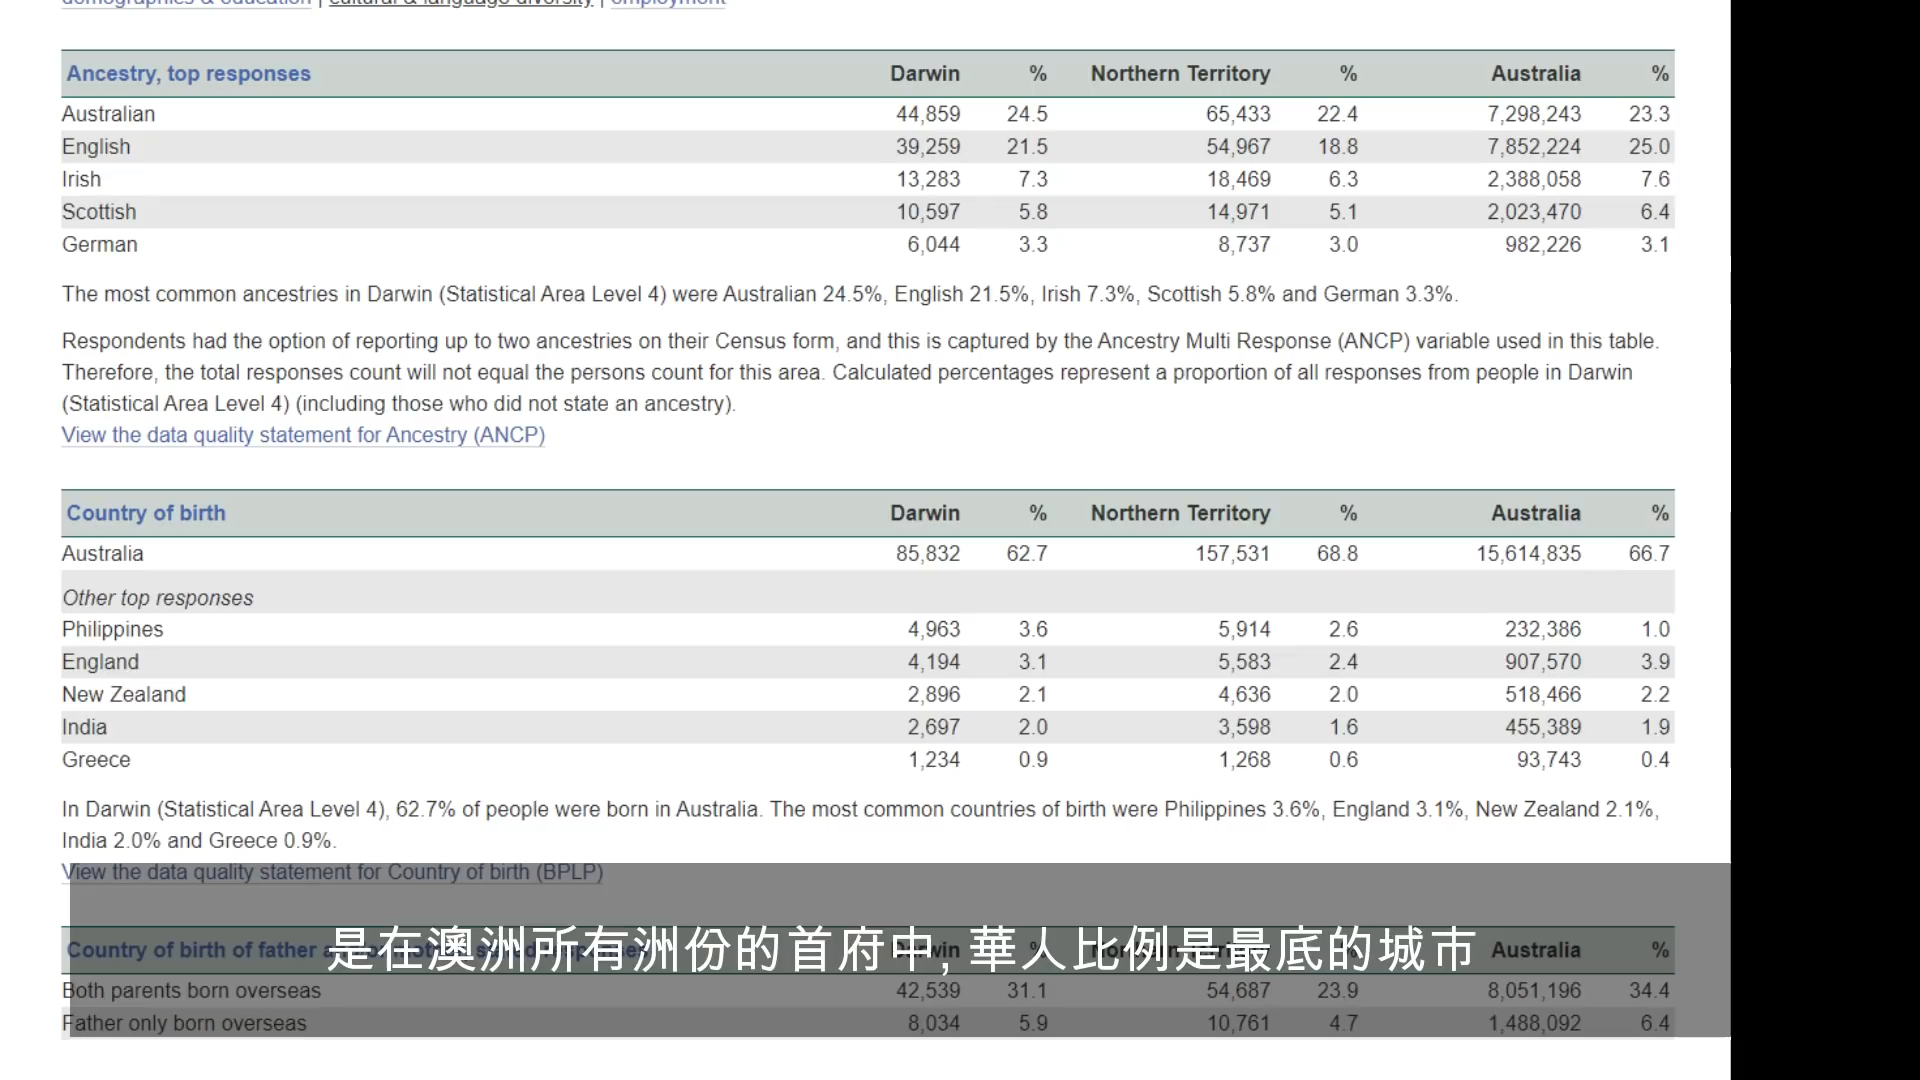 demographics & education | cultural & language diversity | employment
Ancestry, top responses Darwin % Northern Territory % Australia %
Australian 44,859 24.5 65,433 22.4 7,298,243 23.3
English 39,259 21.5 54,967 18.8 7,852,224 25.0
Irish 13,283 7.3 18,469 6.3 2,388,058 7.6
Scottish 10,597 5.8 14,971 5.1 2,023,470 6.4
German 6,044 3.3 8,737 3.0 982,226 3.1
The most common ancestries in Darwin (Statistical Area Level 4) were Australian 24.5%, English 21.5%, Irish 7.3%, Scottish 5.8% and German 3.3%.
Respondents had the option of reporting up to two ancestries on their Census form, and this is captured by the Ancestry Multi Response (ANCP) variable used in this table.
Therefore, the total responses count will not equal the persons count for this area. Calculated percentages represent a proportion of all responses from people in Darwin
(Statistical Area Level 4) (including those who did not state an ancestry).
View the data quality statement for Ancestry (ANCP)
Country of birth Darwin % Northern Territory % Australia %
Australia 85,832 62.7 157,531 68.8 15,614,835 66.7
Other top responses
Philippines 4,963 3.6 5,914 2.6 232,386 1.0
England 4,194 3.1 5,583 2.4 907,570 3.9
New Zealand 2,896 2.1 4,636 2.0 518,466 2.2
India 2,697 2.0 3,598 1.6 455,389 1.9
Greece 1,234 0.9 1,268 0.6 93,743 0.4
In Darwin (Statistical Area Level 4), 62.7% of people were born in Australia. The most common countries of birth were Philippines 3.6%, England 3.1%, New Zealand 2.1%,
India 2.0% and Greece 0.9%.
View the data quality statement for Country of birth (BPLP)
Country of birth of father Darwin % Australia %
是在澳洲所有洲份的首府中, 華人比例是最底的城市
Both parents born overseas 42,539 31.1 54,687 23.9 8,051,196 34.4
Father only born overseas 8,034 5.9 10,761 4.7 1,488,092 6.4